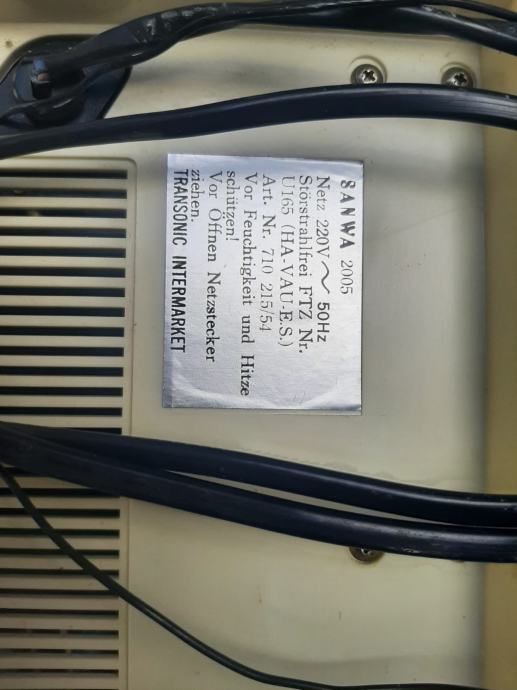 SANWA 2005
Netz 220V ~ 50Hz
Störstrahlfrei FTZ Nr.
U165 (HA-VAU-E.S.)
Art. Nr. 710 215/54
Vor Feuchtigkeit und Hitze
schützen!
Vor Öffnen Netzstecker
ziehen.
TRANSONIC INTERMARKET